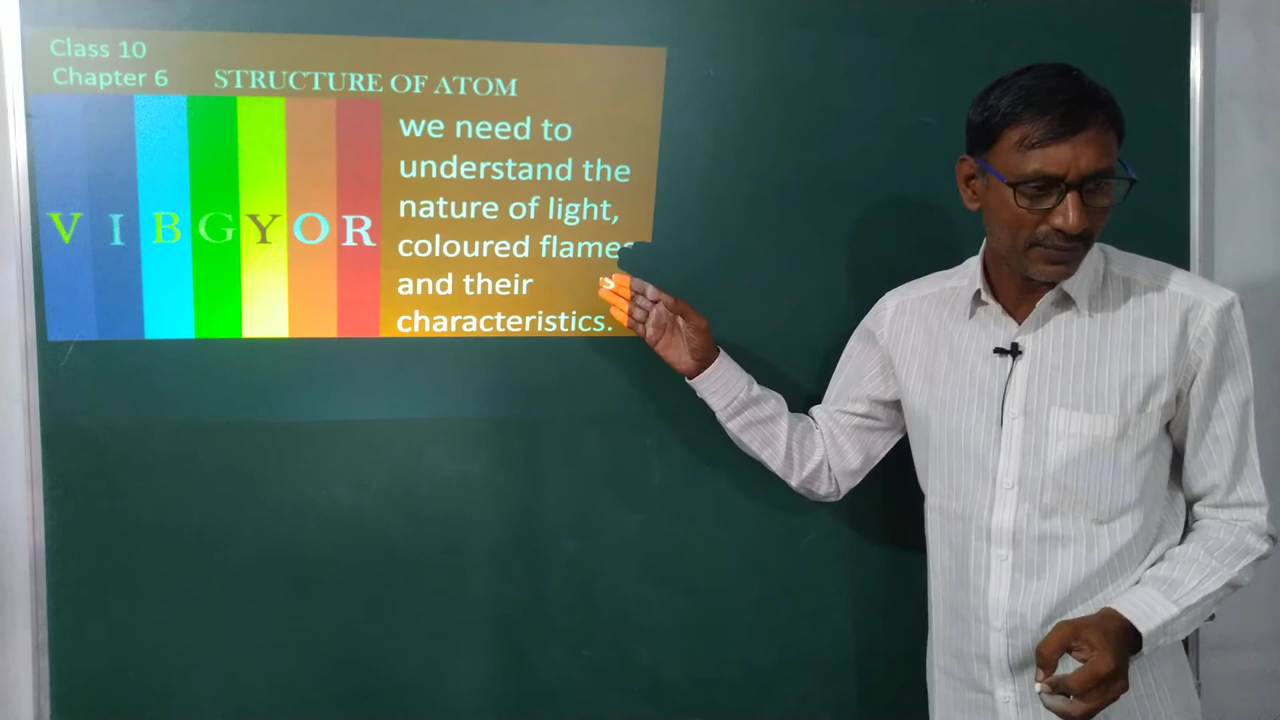 Class 10
Chapter 6 STRUCTURE OF ATOM
we need to
understand the
nature of light,
coloured flames
and their
characteristics.
V I B G Y O R